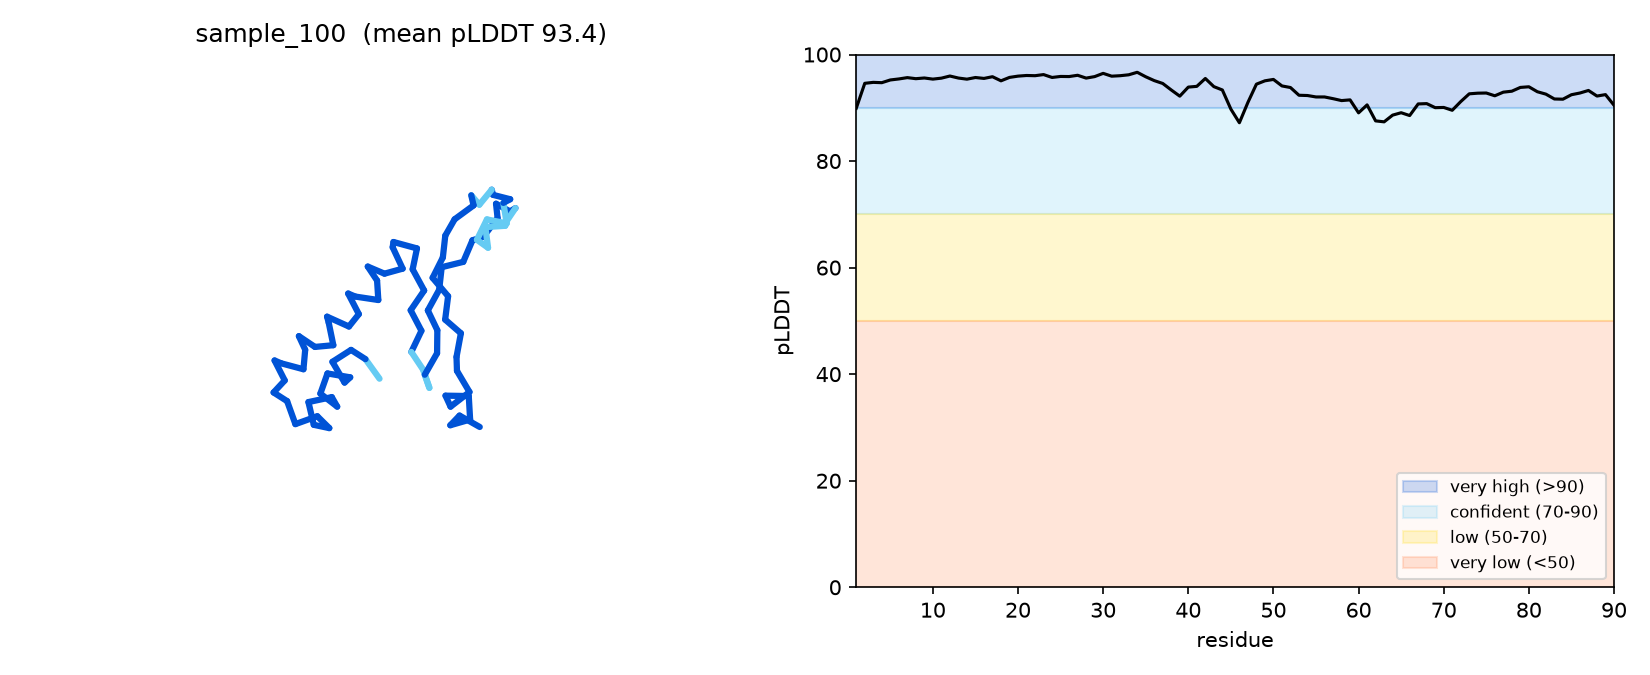 sample_100  (mean pLDDT 93.4)
100
80
60
40
20
0
pLDDT
10
20
30
40
50
60
70
80
90
residue
very high (>90)
confident (70-90)
low (50-70)
very low (<50)